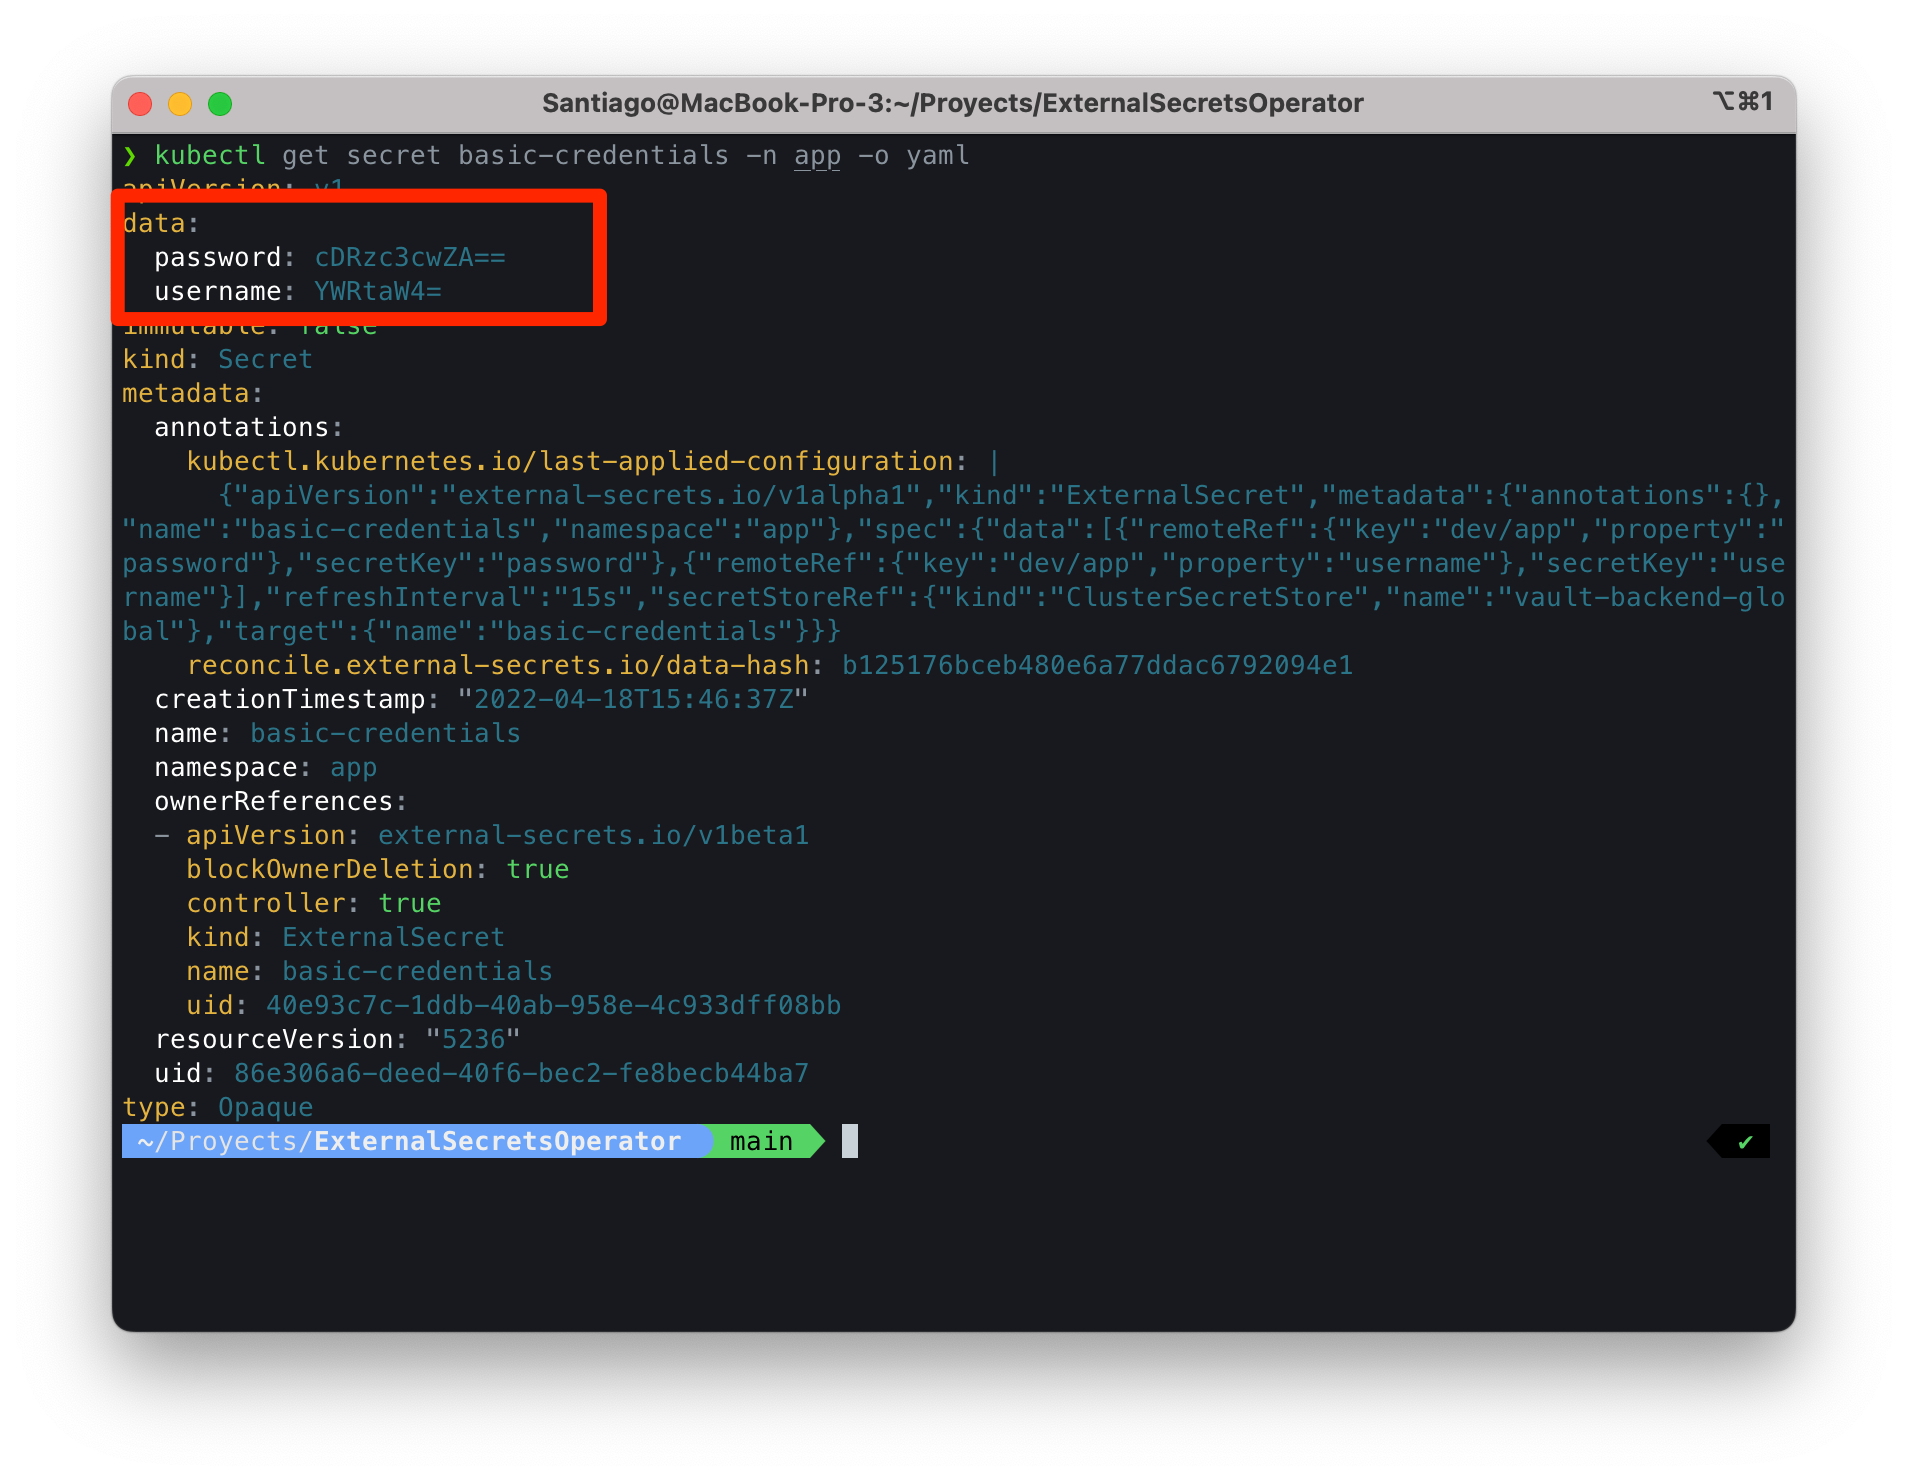 Santiago@MacBook-Pro-3:~/Proyects/ExternalSecretsOperator ⌥⌘1
❯ kubectl get secret basic-credentials -n app -o yaml
apiVersion: v1
data:
  password: cDRzc3cwZA==
  username: YWRtaW4=
immutable: false
kind: Secret
metadata:
  annotations:
    kubectl.kubernetes.io/last-applied-configuration: |
      {"apiVersion":"external-secrets.io/v1alpha1","kind":"ExternalSecret","metadata":{"annotations":{},
"name":"basic-credentials","namespace":"app"},"spec":{"data":[{"remoteRef":{"key":"dev/app","property":"
password"},"secretKey":"password"},{"remoteRef":{"key":"dev/app","property":"username"},"secretKey":"use
rname"}],"refreshInterval":"15s","secretStoreRef":{"kind":"ClusterSecretStore","name":"vault-backend-glo
bal"},"target":{"name":"basic-credentials"}}}
    reconcile.external-secrets.io/data-hash: b125176bceb480e6a77ddac6792094e1
  creationTimestamp: "2022-04-18T15:46:37Z"
  name: basic-credentials
  namespace: app
  ownerReferences:
  - apiVersion: external-secrets.io/v1beta1
    blockOwnerDeletion: true
    controller: true
    kind: ExternalSecret
    name: basic-credentials
    uid: 40e93c7c-1ddb-40ab-958e-4c933dff08bb
  resourceVersion: "5236"
  uid: 86e306a6-deed-40f6-bec2-fe8becb44ba7
type: Opaque
~/Proyects/ExternalSecretsOperator main ✔